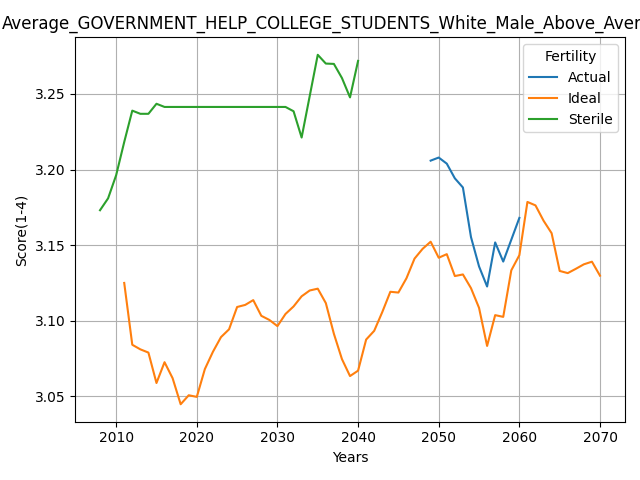 Average_GOVERNMENT_HELP_COLLEGE_STUDENTS_White_Male_Above_Aver
Fertility
Actual
Ideal
Sterile
Score(1-4)
3.25
3.20
3.15
3.10
3.05
2010 2020 2030 2040 2050 2060 2070
Years